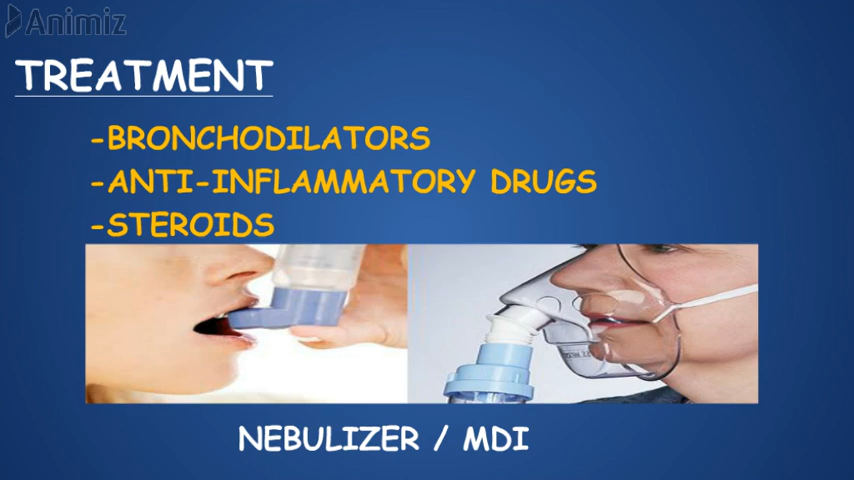 Animiz
TREATMENT
-BRONCHODILATORS
-ANTI-INFLAMMATORY DRUGS
-STEROIDS
NEBULIZER / MDI